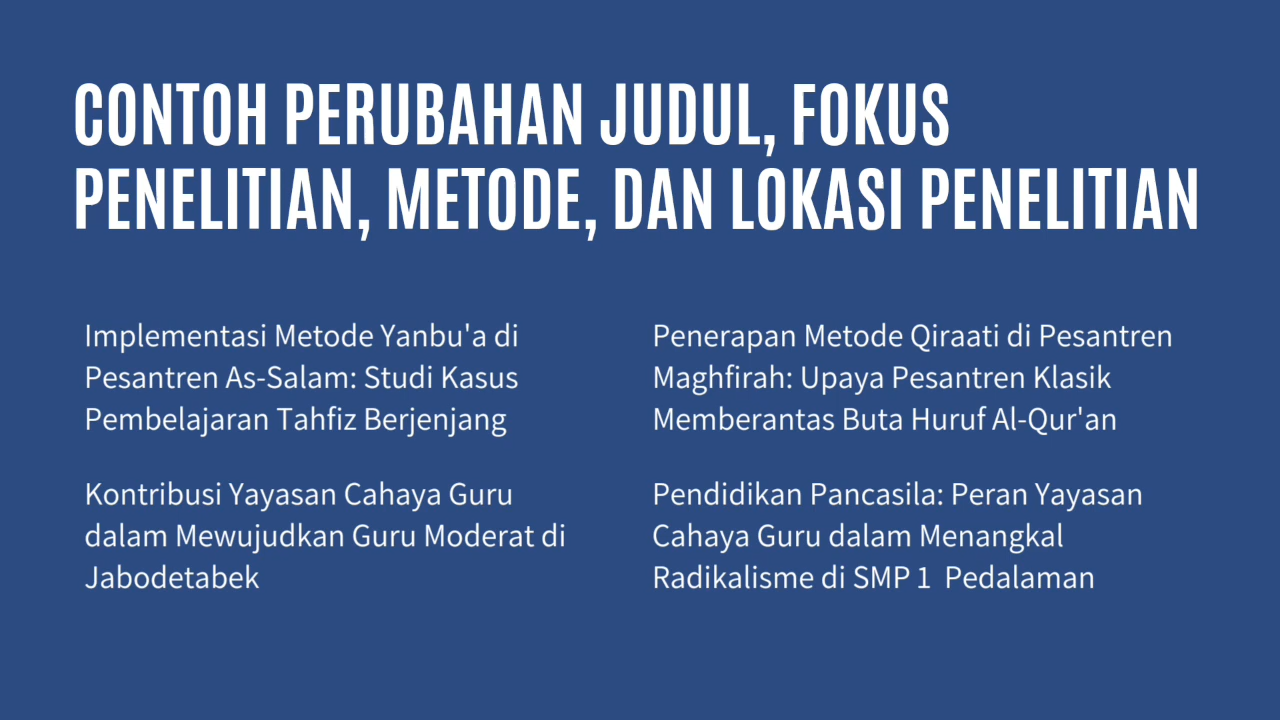 CONTOH PERUBAHAN JUDUL, FOKUS
PENELITIAN, METODE, DAN LOKASI PENELITIAN
Implementasi Metode Yanbu'a di
Pesantren As-Salam: Studi Kasus
Pembelajaran Tahfiz Berjenjang
Kontribusi Yayasan Cahaya Guru
dalam Mewujudkan Guru Moderat di
Jabodetabek
Penerapan Metode Qiraati di Pesantren
Maghfirah: Upaya Pesantren Klasik
Memberantas Buta Huruf Al-Qur'an
Pendidikan Pancasila: Peran Yayasan
Cahaya Guru dalam Menangkal
Radikalisme di SMP 1  Pedalaman